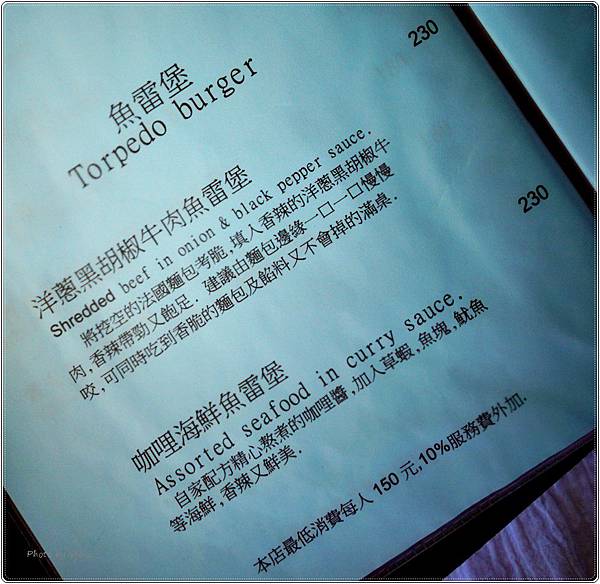 魚雷堡
Torpedo burger
洋蔥黑胡椒牛肉魚雷堡 230
Shredded beef in onion & black pepper sauce.
將挖空的法國麵包考脆,填入香辣的洋蔥黑胡椒牛
肉,香辣帶勁又飽足. 建議由麵包邊緣一口一口慢慢
咬,可同時吃到香脆的麵包及餡料又不會掉的滿桌.
咖哩海鮮魚雷堡 230
Assorted seafood in curry sauce.
自家配方精心熬煮的咖哩醬,加入草蝦,魚塊,魷魚
等海鮮,香辣又鮮美.
本店最低消費每人 150 元,10%服務費外加.
Photo by